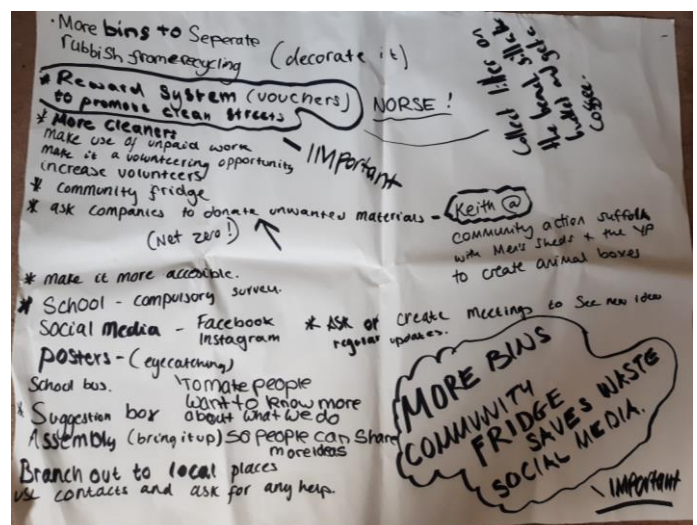 • More bins to Seperate
rubbish from recycling (decorate it)
* Reward System (vouchers)
to promote clean streets
NORSE !
Collect litter on
the bucket and get a
coffee.
* More Cleaners
make use of unpaid work
make it a volunteering opportunity
increase volunteers
- IMPORTANT
* community fridge
* ask companies to donate unwanted materials - Keith @
(Net zero!)
community action suffolk
with Men's Sheds + the YP
to create animal boxes
* make it more accesible.
* School - compulsory survey.
Social Media - Facebook
Instagram
* ASK or create meetings to See new idea
regular updates.
posters - (eyecatching)
School bus.
To make people
want to know more
about what we do
* Suggestion box
Assembly (bring it up) so people can Share
more ideas
Branch out to local places
use contacts and ask for any help.
MORE BINS
COMMUNITY
FRIDGE
SAVES WASTE
SOCIAL MEDIA.
IMPORTANT